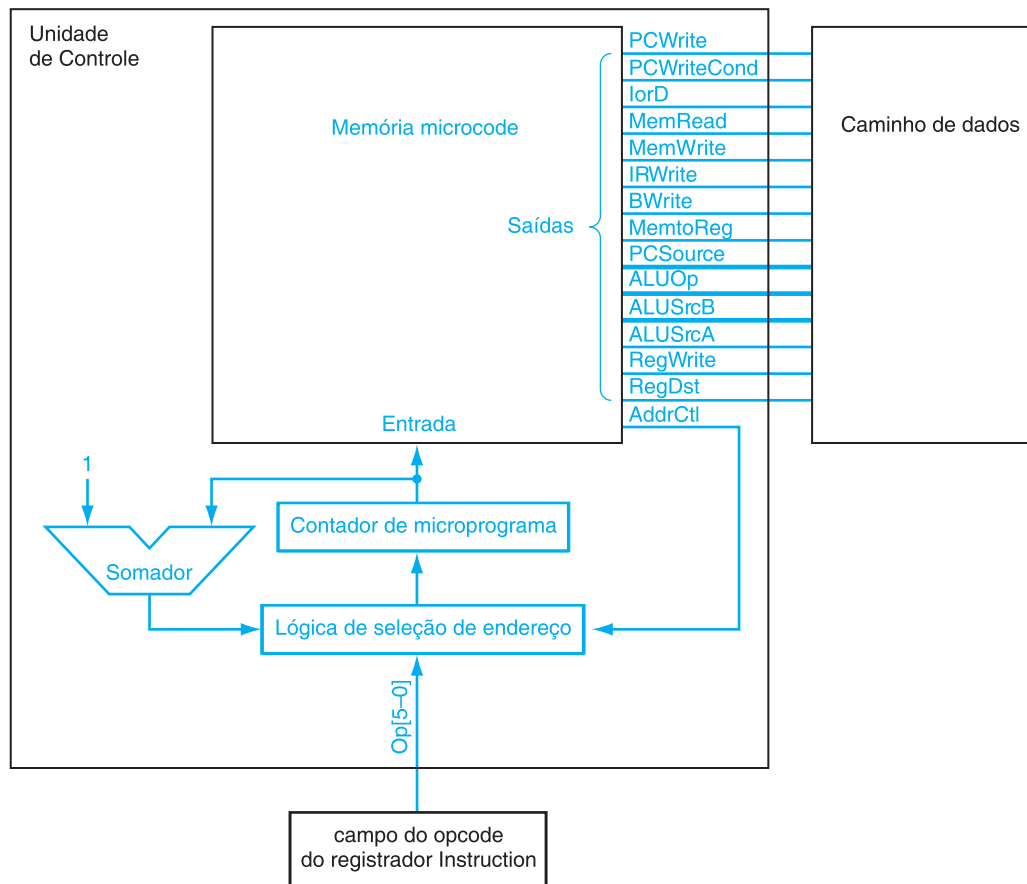 Unidade
de Controle
Memória microcode
Saídas
Entrada
PCWrite
PCWriteCond
IorD
MemRead
MemWrite
IRWrite
BWrite
MemtoReg
PCSource
ALUOp
ALUSrcB
ALUSrcA
RegWrite
RegDst
AddrCtl
Caminho de dados
1
Contador de microprograma
Somador
Lógica de seleção de endereço
Op[5–0]
campo do opcode
do registrador Instruction